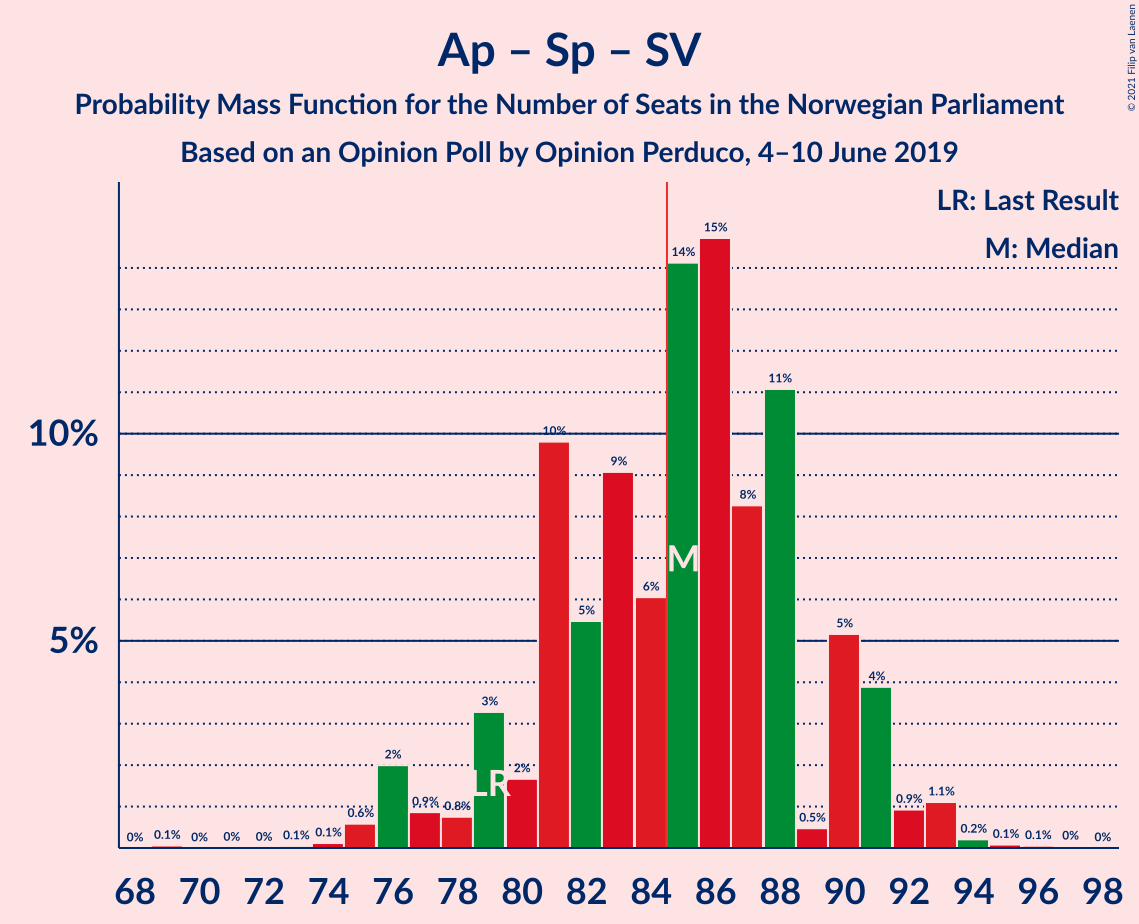 Ap – Sp – SV
Probability Mass Function for the Number of Seats in the Norwegian Parliament
Based on an Opinion Poll by Opinion Perduco, 4–10 June 2019
© 2021 Filip van Laenen
LR: Last Result
M: Median
10%
5%
0% 0.1% 0% 0% 0% 0.1% 0.1% 0.6% 2% 0.9% 0.8% 3% 2% 10% 5% 9% 6% 14% 15% 8% 11% 0.5% 5% 4% 0.9% 1.1% 0.2% 0.1% 0.1% 0% 0%
LR
M
68 70 72 74 76 78 80 82 84 86 88 90 92 94 96 98